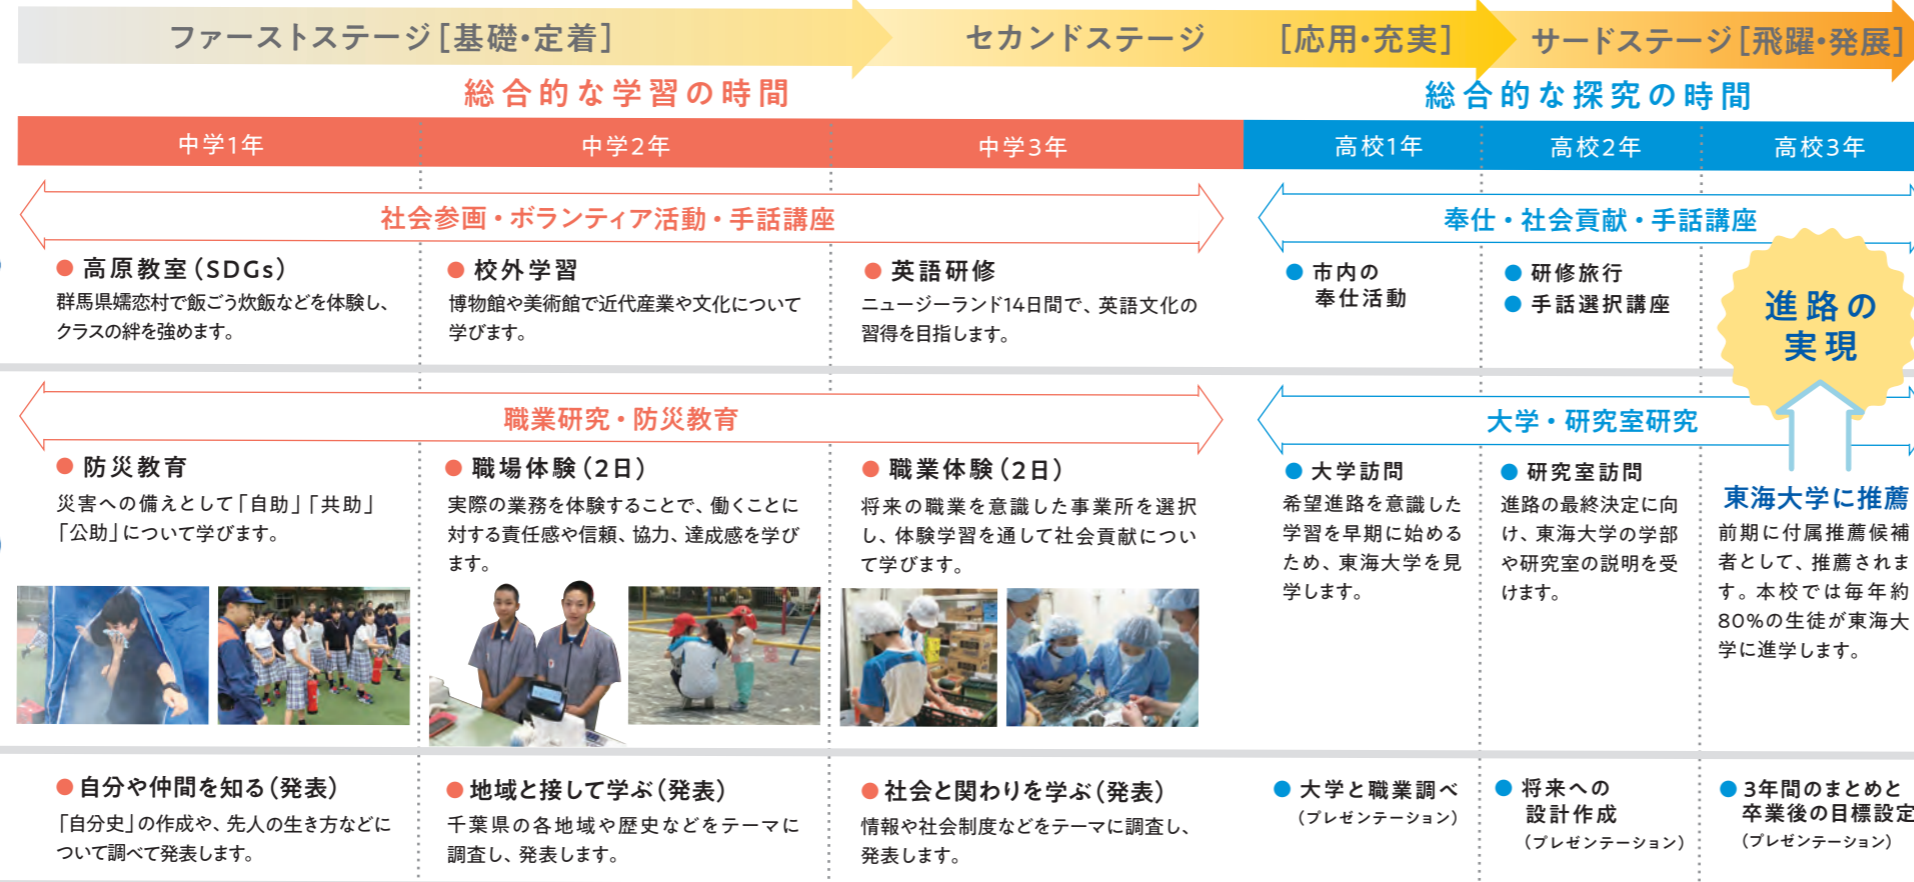 ファーストステージ[基礎・定着]
セカンドステージ [応用・充実]
サードステージ[飛躍・発展]
総合的な学習の時間
総合的な探究の時間
中学1年
中学2年
中学3年
高校1年
高校2年
高校3年
社会参画・ボランティア活動・手話講座
奉仕・社会貢献・手話講座
●高原教室(SDGs)
群馬県嬬恋村で飯ごう炊飯などを体験し、
クラスの絆を強めます。
●校外学習
博物館や美術館で近代産業や文化について
学びます。
●英語研修
ニュージーランド14日間で、英語文化の
習得を目指します。
●市内の
奉仕活動
●研修旅行
●手話選択講座
進路の
実現
職業研究・防災教育
大学・研究室研究
●防災教育
災害への備えとして「自助」「共助」
「公助」について学びます。
●職場体験(2日)
実際の業務を体験することで、働くことに
対する責任感や信頼、協力、達成感を学び
ます。
●職業体験(2日)
将来の職業を意識した事業所を選択
し、体験学習を通して社会貢献につい
て学びます。
●大学訪問
希望進路を意識した
学習を早期に始める
ため、東海大学を見
学します。
●研究室訪問
進路の最終決定に向
け、東海大学の学部
や研究室の説明を受
けます。
東海大学に推薦
前期に付属推薦候補
者として、推薦されま
す。本校では毎年約
80%の生徒が東海大
学に進学します。
●自分や仲間を知る(発表)
「自分史」の作成や、先人の生き方などに
ついて調べて発表します。
●地域と接して学ぶ(発表)
千葉県の各地域や歴史などをテーマに
調査し、発表します。
●社会と関わりを学ぶ(発表)
情報や社会制度などをテーマに調査し、
発表します。
●大学と職業調べ
(プレゼンテーション)
●将来への
設計作成
(プレゼンテーション)
●3年間のまとめと
卒業後の目標設定
(プレゼンテーション)